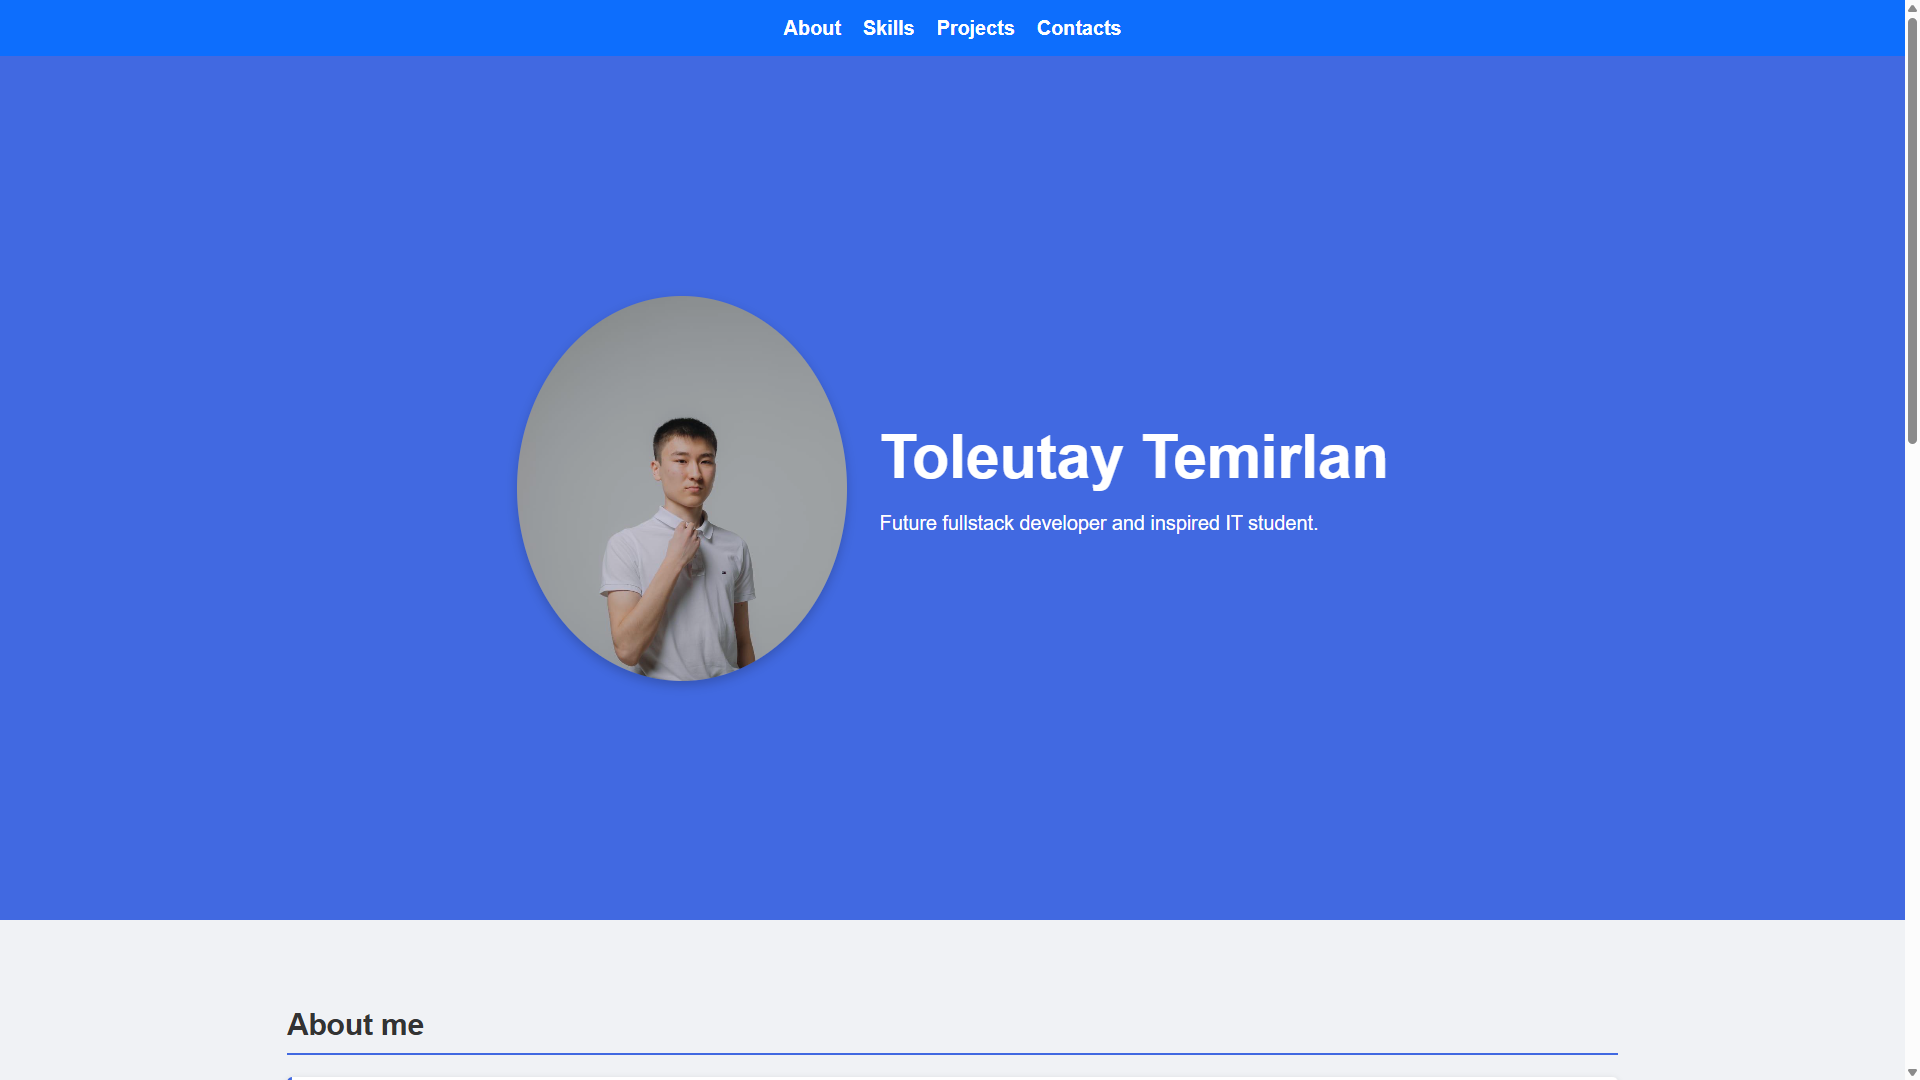 About Skills Projects Contacts
Toleutay Temirlan
Future fullstack developer and inspired IT student.
About me